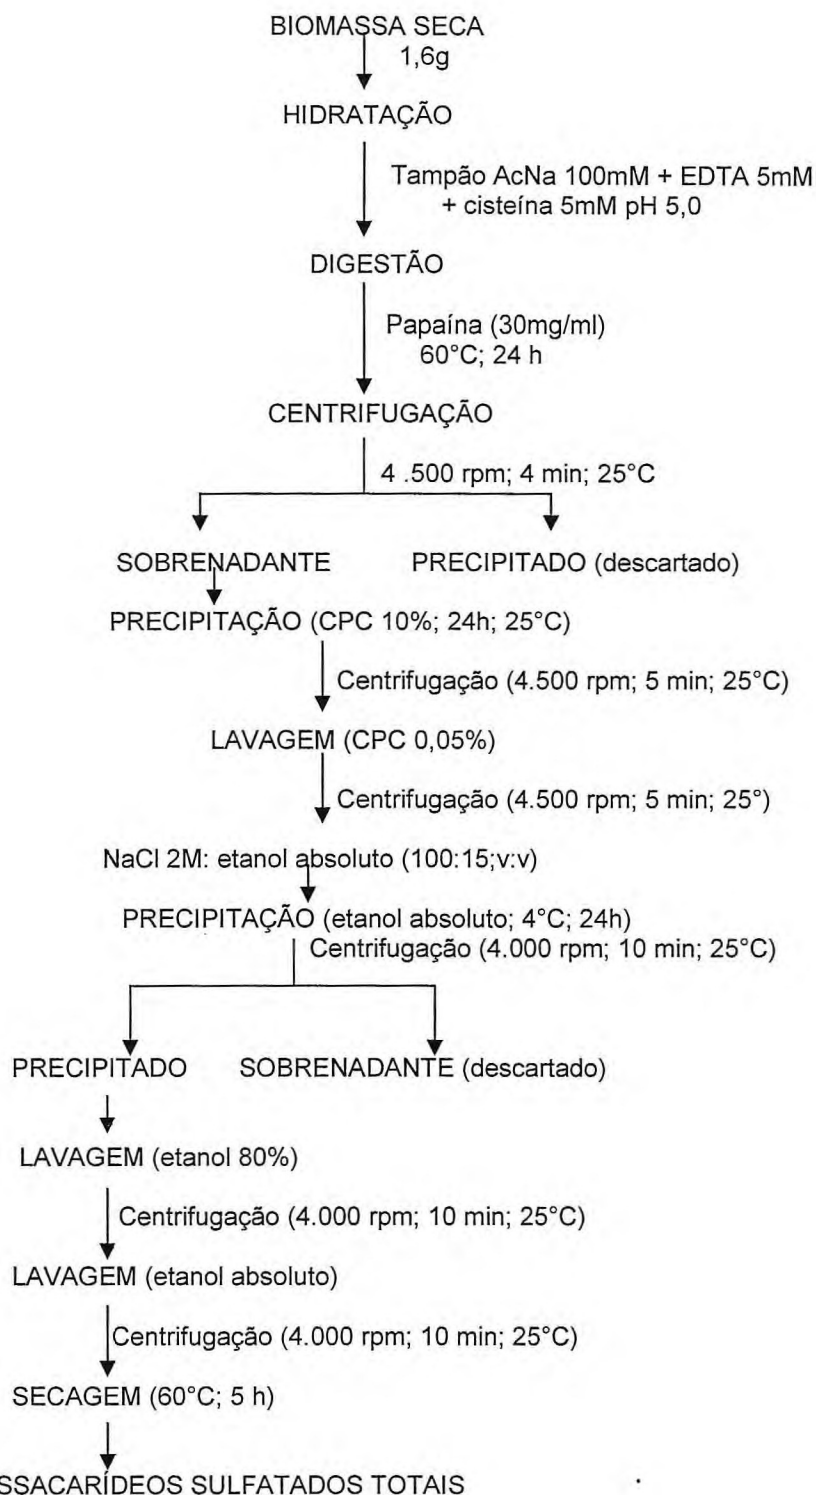 BIOMASSA SECA
1,6g
HIDRATAÇÃO
Tampão AcNa 100mM + EDTA 5mM
+ cisteína 5mM pH 5,0
DIGESTÃO
Papaína (30mg/ml)
60°C; 24 h
CENTRIFUGAÇÃO
4 .500 rpm; 4 min; 25°C
SOBRENADANTE PRECIPITADO (descartado)
PRECIPITAÇÃO (CPC 10%; 24h; 25°C)
Centrifugação (4.500 rpm; 5 min; 25°C)
LAVAGEM (CPC 0,05%)
Centrifugação (4.500 rpm; 5 min; 25°)
NaCl 2M: etanol absoluto (100:15;v:v)
PRECIPITAÇÃO (etanol absoluto; 4°C; 24h)
Centrifugação (4.000 rpm; 10 min; 25°C)
PRECIPITADO SOBRENADANTE (descartado)
LAVAGEM (etanol 80%)
Centrifugação (4.000 rpm; 10 min; 25°C)
LAVAGEM (etanol absoluto)
Centrifugação (4.000 rpm; 10 min; 25°C)
SECAGEM (60°C; 5 h)
SSACARÍDEOS SULFATADOS TOTAIS